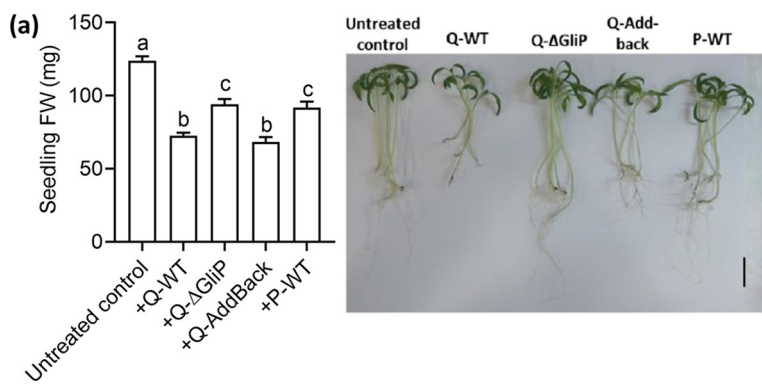 (a)
150
100
50
0
Seedling FW (mg)
a
b
c
b
c
Untreated control
+Q-WT
+Q-ΔGliP
+Q-AddBack
+P-WT
Untreated
control
Q-WT
Q-ΔGliP
Q-Add-
back
P-WT